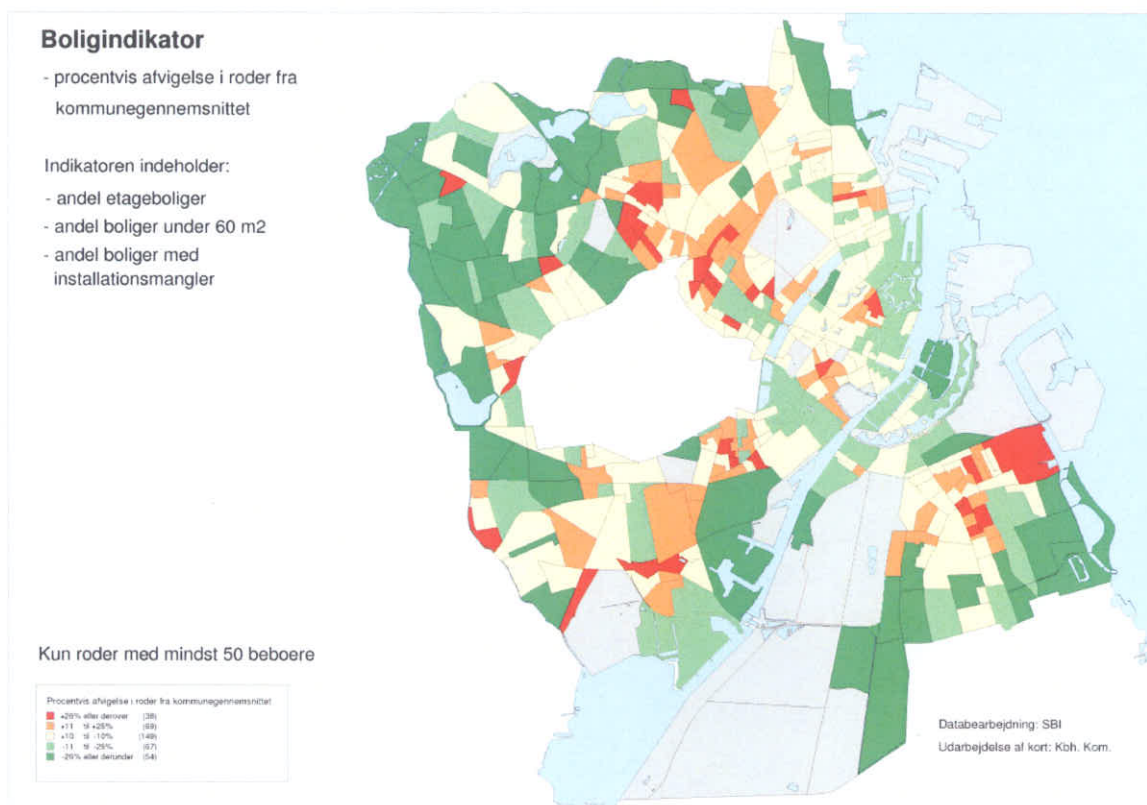 Boligindikator
- procentvis afvigelse i roder fra
kommunegennemsnittet
Indikatoren indeholder:
- andel etageboliger
- andel boliger under 60 m2
- andel boliger med
installationsmangler
Kun roder med mindst 50 beboere
Procentvis afvigelse i roder fra kommunegennemsnittet
+26% eller derover (38)
+11 til +25% (69)
+10 til -10% (149)
-11 til -25% (67)
-26% eller derunder (54)
Databearbejdning: SBI
Udarbejdelse af kort: Kbh. Kom.